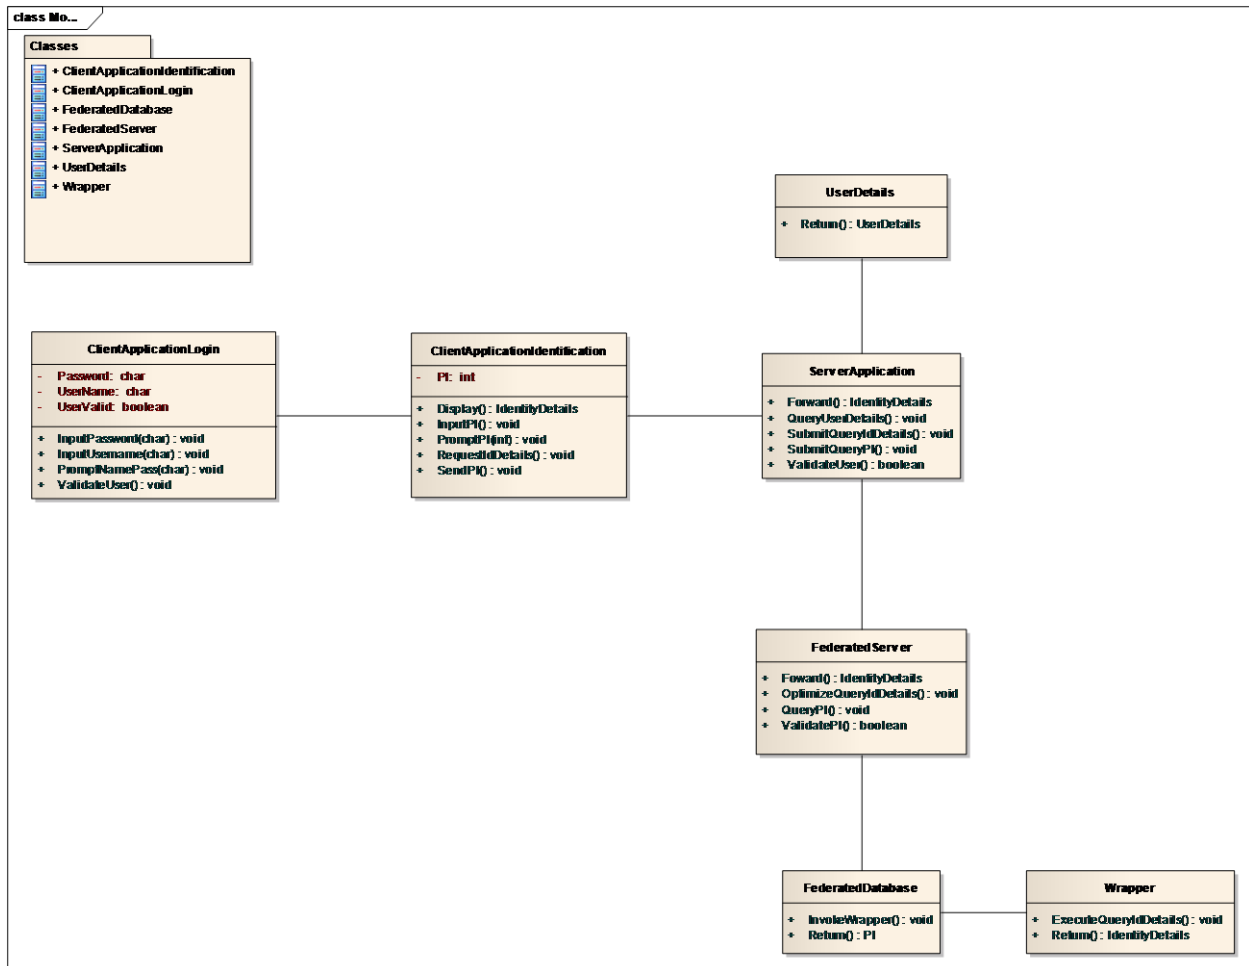 class Mo...
Classes
+ ClientApplicationIdentification
+ ClientApplicationLogin
+ FederatedDatabase
+ FederatedServer
+ ServerApplication
+ UserDetails
+ Wrapper
UserDetails
+ Return() : UserDetails
ClientApplicationLogin
- Password: char
- UserName: char
- UserValid: boolean
+ InputPassword(char) : void
+ InputUsername(char) : void
+ PromptNamePass(char) : void
+ ValidateUser() : void
ClientApplicationIdentification
- PI: int
+ Display() : IdentityDetails
+ InputPI() : void
+ PromptPI(int) : void
+ RequestIdDetails() : void
+ SendPI() : void
ServerApplication
+ Forward() : IdentityDetails
+ QueryUserDetails() : void
+ SubmitQueryIdDetails() : void
+ SubmitQueryPI() : void
+ ValidateUser() : boolean
FederatedServer
+ Foward() : IdentityDetails
+ OptimizeQueryIdDetails() : void
+ QueryPI() : void
+ ValidatePI() : boolean
FederatedDatabase
+ InvokeWrapper() : void
+ Return() : PI
Wrapper
+ ExecuteQueryIdDetails() : void
+ Return() : IdentityDetails